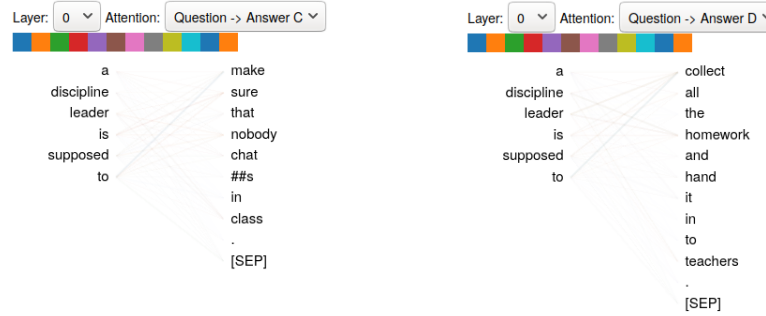 Layer: 0 Attention: Question -> Answer C
a make
discipline sure
leader that
is nobody
supposed chat
to ##s
in
class
.
[SEP]
Layer: 0 Attention: Question -> Answer D
a collect
discipline all
leader the
is homework
supposed and
to hand
it
in
to
teachers
.
[SEP]